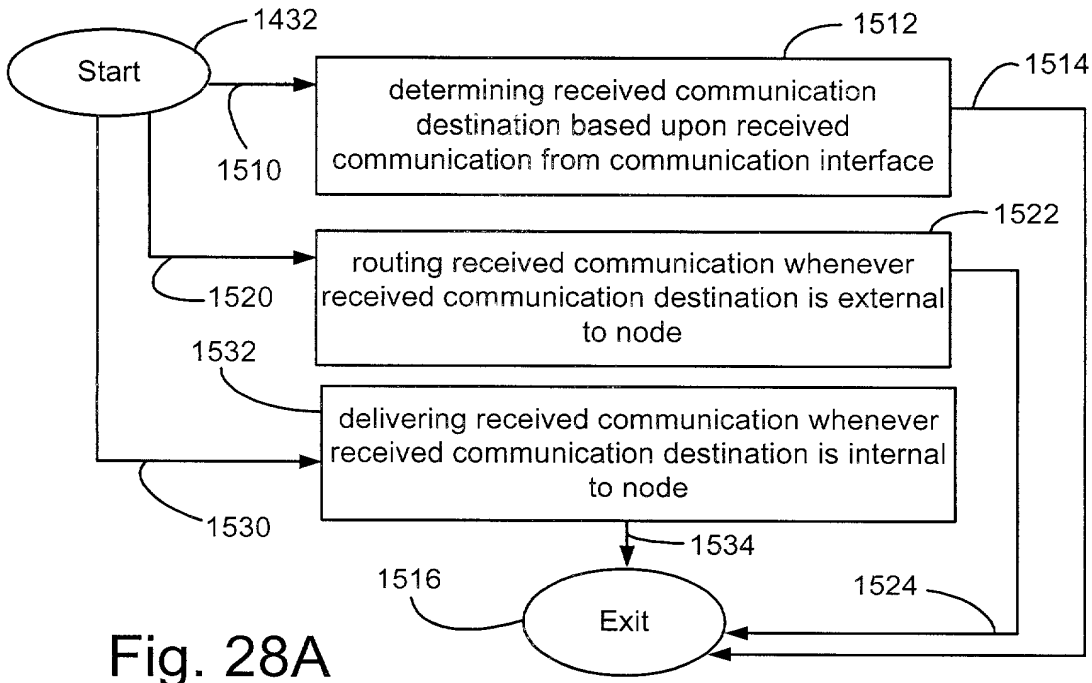 1432
Start
1512
1514
determining received communication
destination based upon received
communication from communication interface
1510
1522
routing received communication whenever
received communication destination is external
to node
1520
1532
delivering received communication whenever
received communication destination is internal
to node
1530
1534
1516
Exit
1524
Fig. 28A